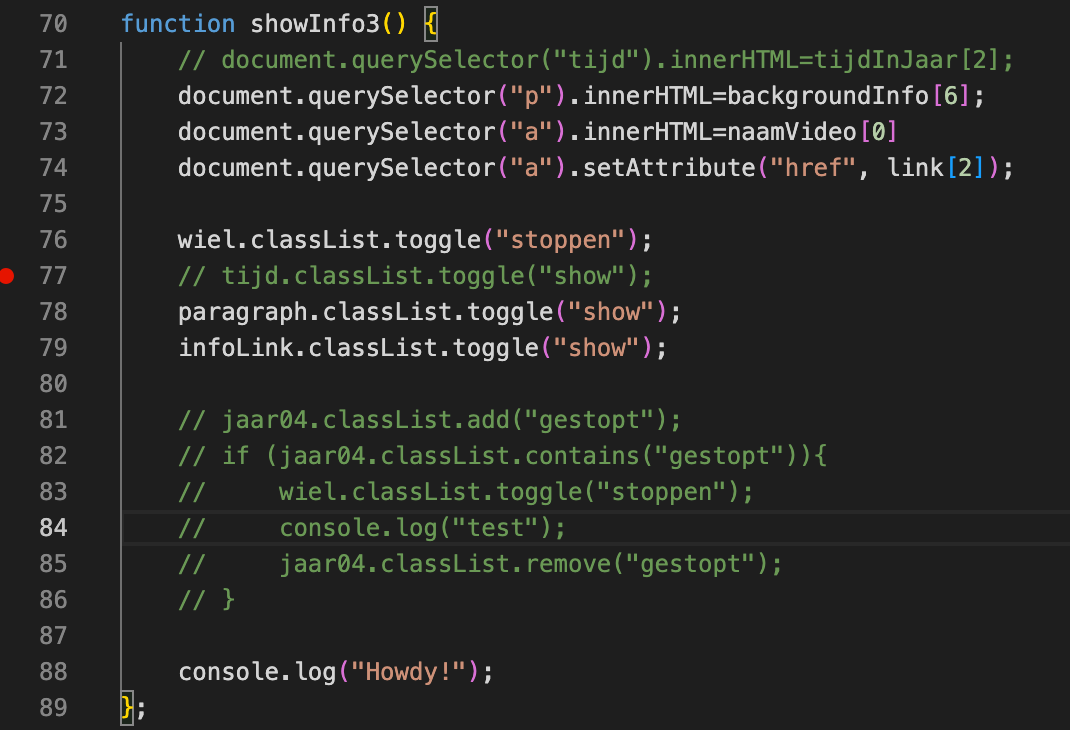 70 function showInfo3() {
71     // document.querySelector("tijd").innerHTML=tijdInJaar[2];
72     document.querySelector("p").innerHTML=backgroundInfo[6];
73     document.querySelector("a").innerHTML=naamVideo[0]
74     document.querySelector("a").setAttribute("href", link[2]);
75
76     wiel.classList.toggle("stoppen");
77     // tijd.classList.toggle("show");
78     paragraph.classList.toggle("show");
79     infoLink.classList.toggle("show");
80
81     // jaar04.classList.add("gestopt");
82     // if (jaar04.classList.contains("gestopt")){
83     //     wiel.classList.toggle("stoppen");
84     //     console.log("test");
85     //     jaar04.classList.remove("gestopt");
86     // }
87
88     console.log("Howdy!");
89 };